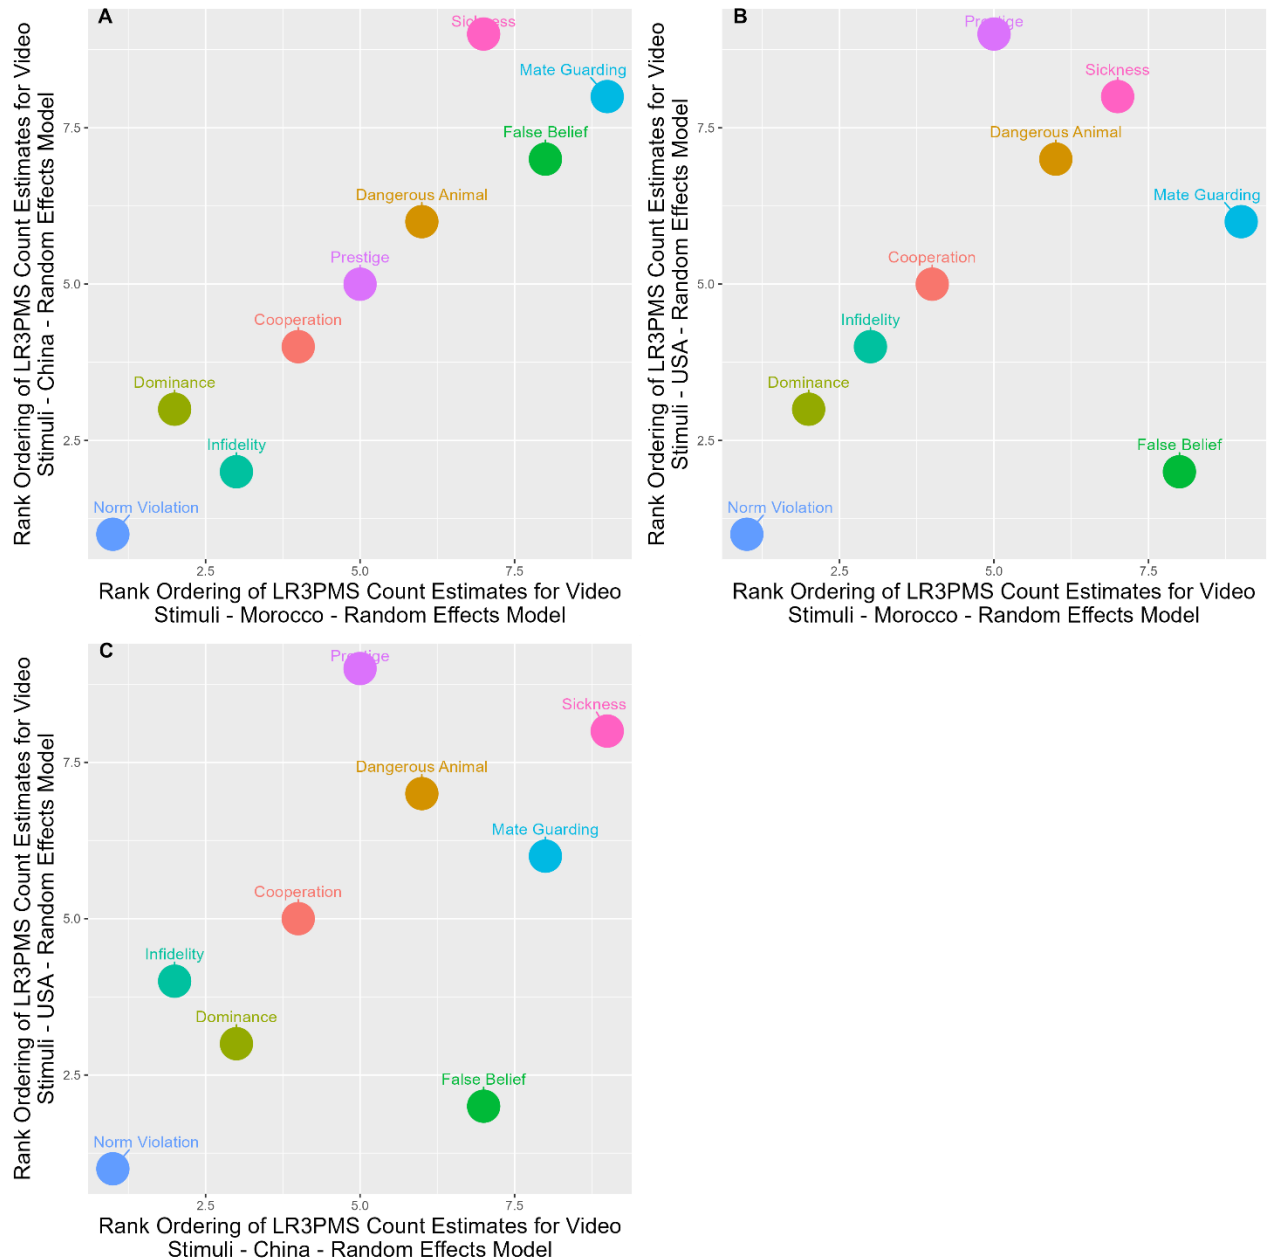 A
Rank Ordering of LR3PMS Count Estimates for Video
Stimuli - China - Random Effects Model
7.5
5.0
2.5
Sickness
Mate Guarding
False Belief
Dangerous Animal
Prestige
Cooperation
Dominance
Infidelity
Norm Violation
2.5
5.0
7.5
Rank Ordering of LR3PMS Count Estimates for Video
Stimuli - Morocco - Random Effects Model
B
Rank Ordering of LR3PMS Count Estimates for Video
Stimuli - USA - Random Effects Model
7.5
5.0
2.5
Prestige
Sickness
Dangerous Animal
Mate Guarding
Cooperation
Infidelity
Dominance
False Belief
Norm Violation
2.5
5.0
7.5
Rank Ordering of LR3PMS Count Estimates for Video
Stimuli - Morocco - Random Effects Model
C
Rank Ordering of LR3PMS Count Estimates for Video
Stimuli - USA - Random Effects Model
7.5
5.0
2.5
Prestige
Sickness
Dangerous Animal
Mate Guarding
Cooperation
Infidelity
Dominance
False Belief
Norm Violation
2.5
5.0
7.5
Rank Ordering of LR3PMS Count Estimates for Video
Stimuli - China - Random Effects Model